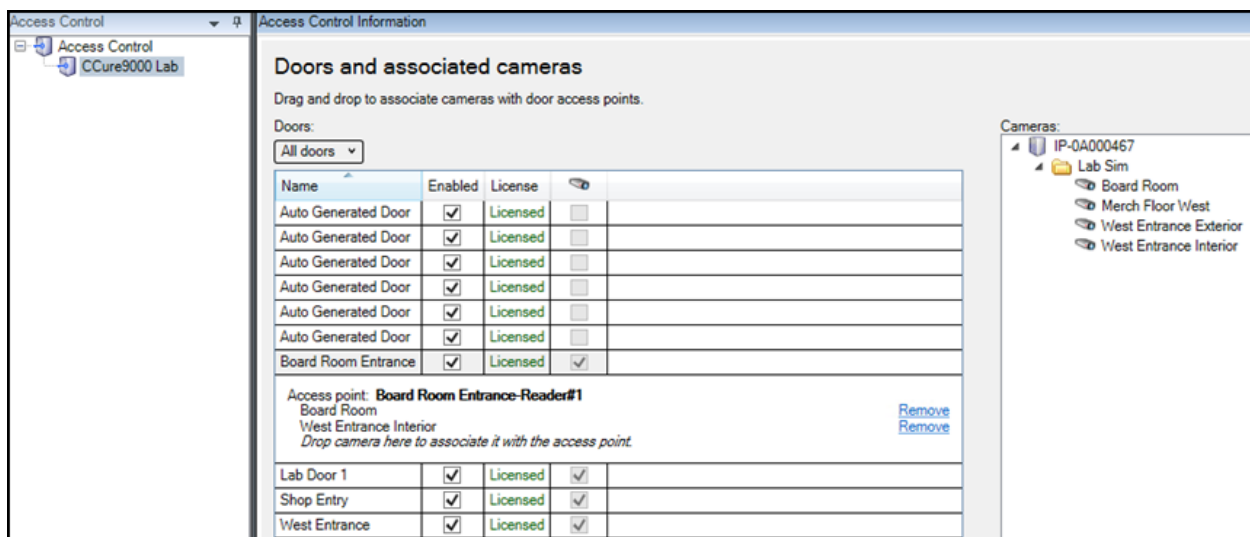 Access Control
Access Control
CCure9000 Lab
Access Control Information
Doors and associated cameras
Drag and drop to associate cameras with door access points.
Doors:
All doors
Name Enabled License
Auto Generated Door Licensed
Auto Generated Door Licensed
Auto Generated Door Licensed
Auto Generated Door Licensed
Auto Generated Door Licensed
Auto Generated Door Licensed
Board Room Entrance Licensed
Access point: Board Room Entrance-Reader#1
Board Room Remove
West Entrance Interior Remove
Drop camera here to associate it with the access point.
Lab Door 1 Licensed
Shop Entry Licensed
West Entrance Licensed
Cameras:
IP-0A000467
Lab Sim
Board Room
Merch Floor West
West Entrance Exterior
West Entrance Interior